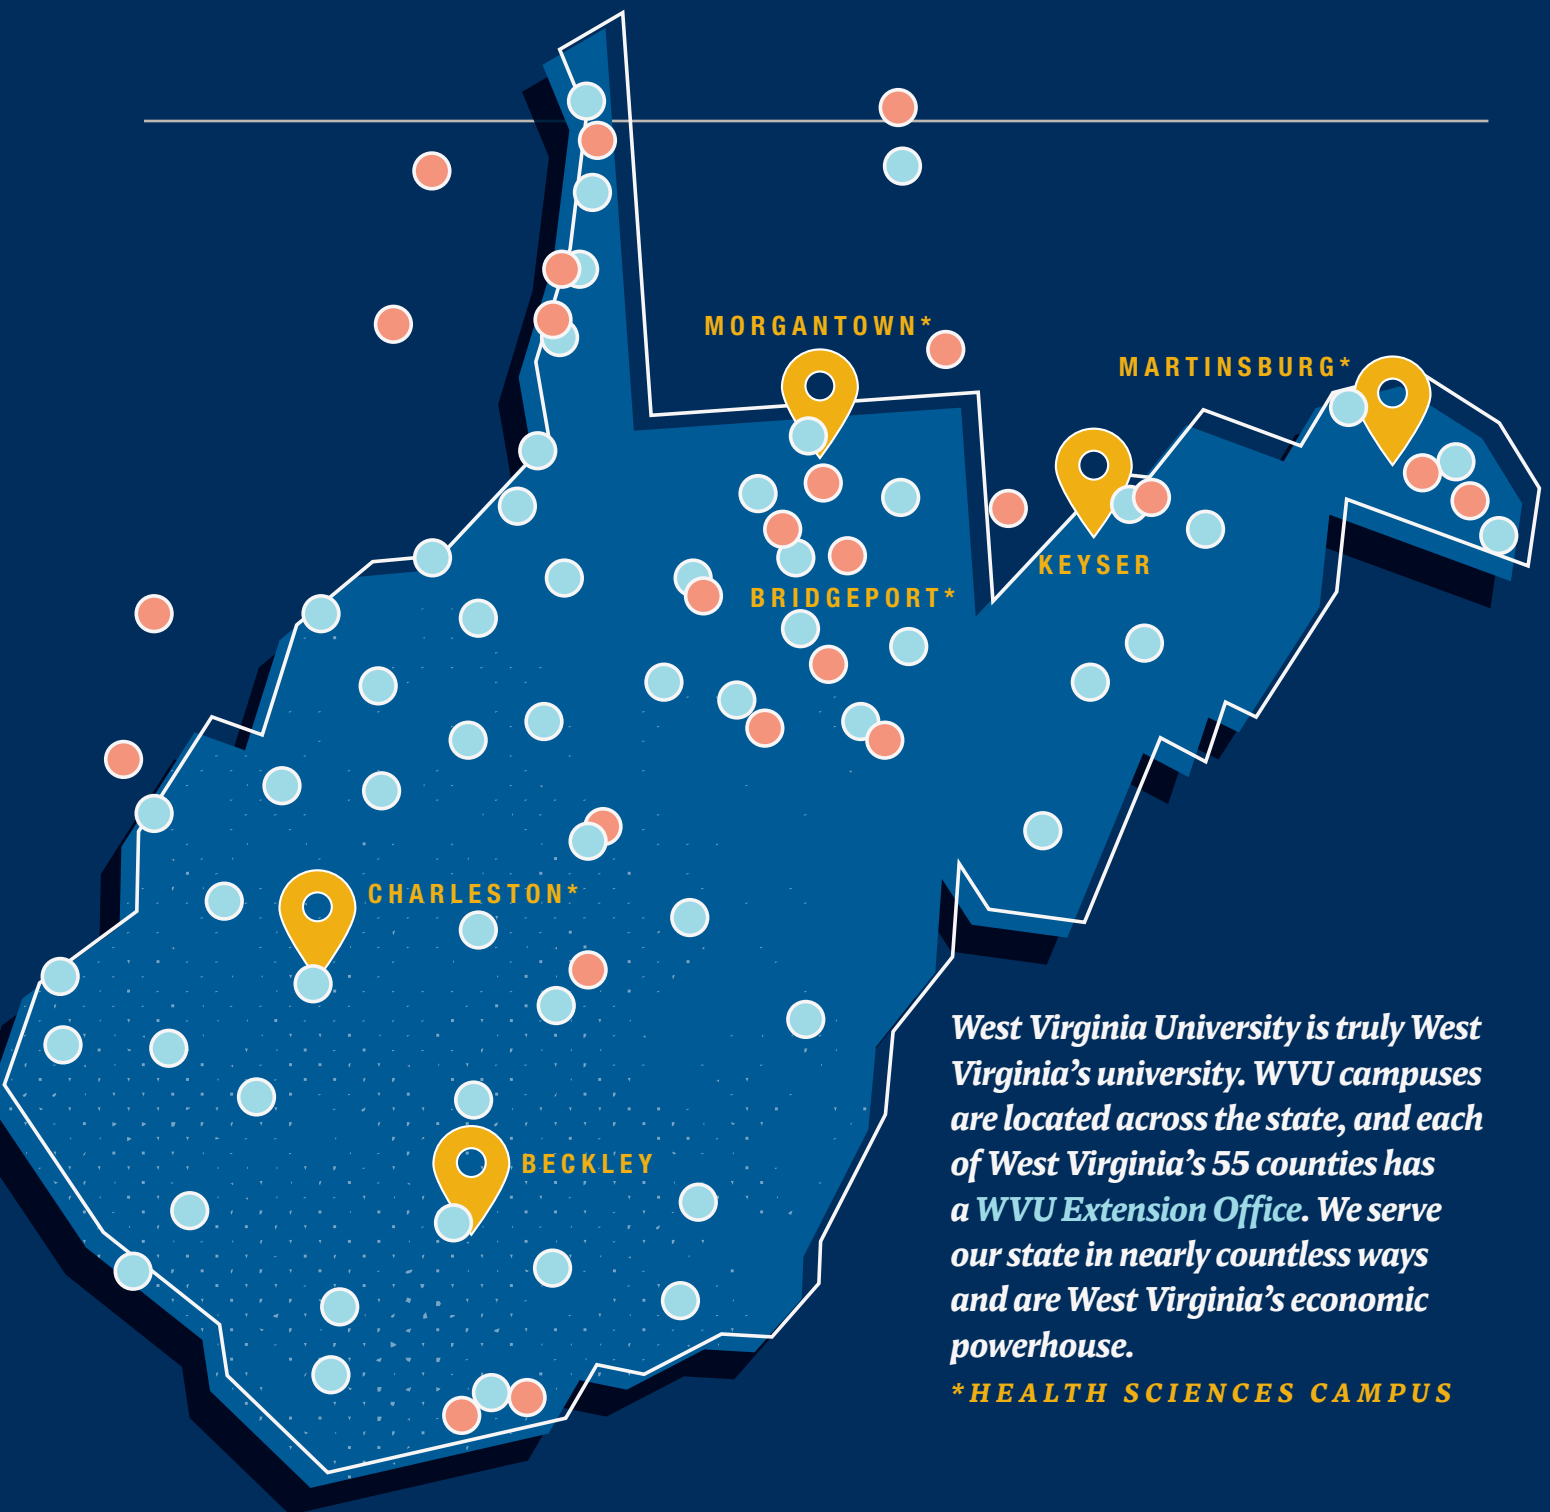 MORGANTOWN*
MARTINSBURG*
KEYSER
BRIDGEPORT*
CHARLESTON*
BECKLEY
West Virginia University is truly West
Virginia’s university. WVU campuses
are located across the state, and each
of West Virginia’s 55 counties has
a WVU Extension Office. We serve
our state in nearly countless ways
and are West Virginia’s economic
powerhouse.
*HEALTH SCIENCES CAMPUS